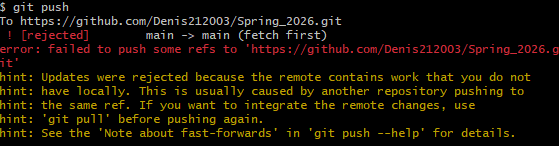 $ git push
To https://github.com/Denis212003/Spring_2026.git
 ! [rejected]        main -> main (fetch first)
error: failed to push some refs to 'https://github.com/Denis212003/Spring_2026.g
it'
hint: Updates were rejected because the remote contains work that you do not
hint: have locally. This is usually caused by another repository pushing to
hint: the same ref. If you want to integrate the remote changes, use
hint: 'git pull' before pushing again.
hint: See the 'Note about fast-forwards' in 'git push --help' for details.